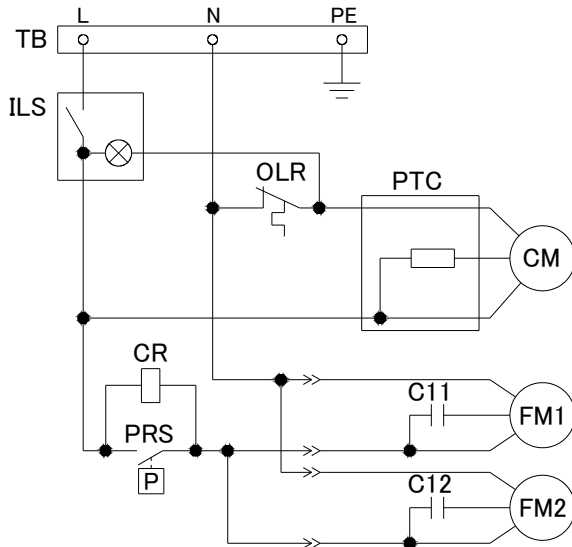 L N PE
TB
ILS
OLR
PTC
CM
CR
C11
FM1
PRS
P
C12
FM2